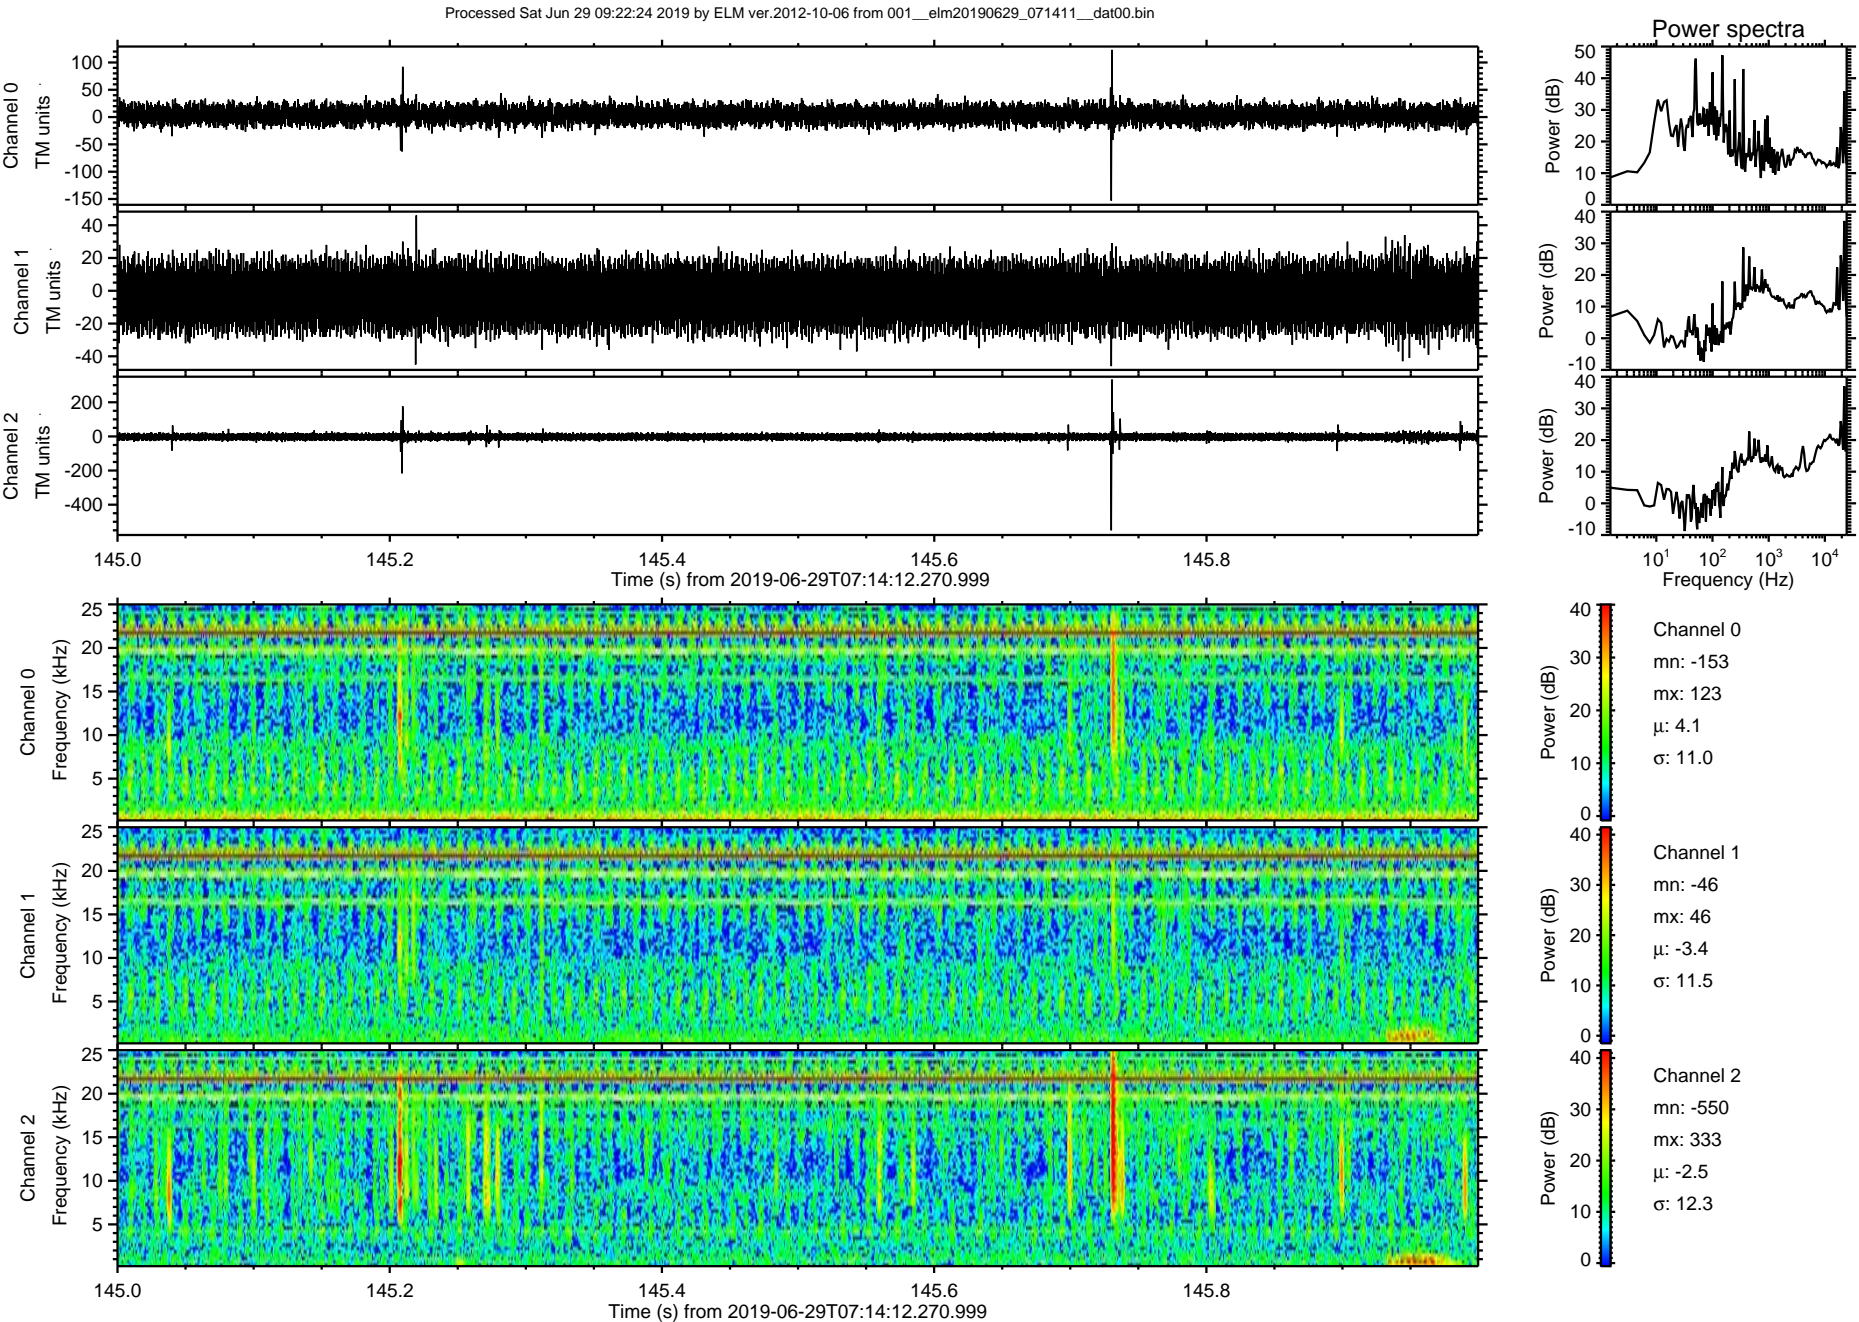 Processed Sat Jun 29 09:22:24 2019 by ELM ver.2012-10-06 from 001__elm20190629_071411__dat00.bin
Power spectra
Channel 0
TM units
100
50
0
-50
-100
-150
Power (dB)
50
40
30
20
10
0
Channel 1
TM units
40
20
0
-20
-40
Power (dB)
40
30
20
10
0
-10
Channel 2
TM units
200
0
-200
-400
Power (dB)
40
30
20
10
0
-10
145.0 145.2 145.4 145.6 145.8
Time (s) from 2019-06-29T07:14:12.270.999
10¹ 10² 10³ 10⁴
Frequency (Hz)
Channel 0
Frequency (kHz)
25
20
15
10
5
Power (dB)
40
30
20
10
0
Channel 0
mn: -153
mx: 123
μ: 4.1
σ: 11.0
Channel 1
Frequency (kHz)
25
20
15
10
5
Power (dB)
40
30
20
10
0
Channel 1
mn: -46
mx: 46
μ: -3.4
σ: 11.5
Channel 2
Frequency (kHz)
25
20
15
10
5
Power (dB)
40
30
20
10
0
Channel 2
mn: -550
mx: 333
μ: -2.5
σ: 12.3
145.0 145.2 145.4 145.6 145.8
Time (s) from 2019-06-29T07:14:12.270.999